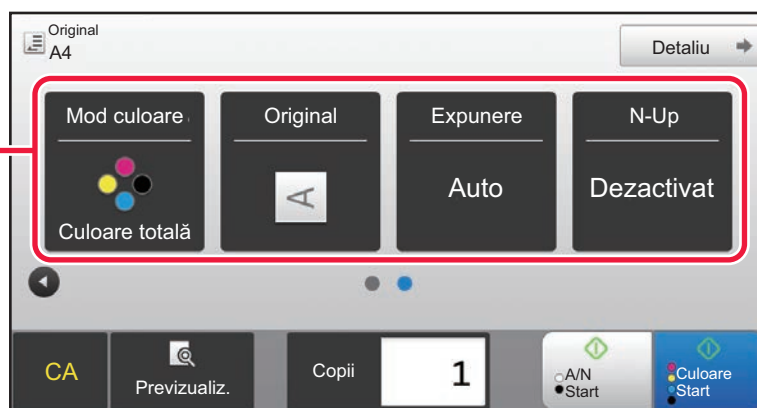 Original
A4
Detaliu
Mod culoare
Original
Expunere
N-Up
A
Auto
Dezactivat
Culoare totală
CA
Previzualiz.
Copii
1
A/N
Start
Culoare
Start